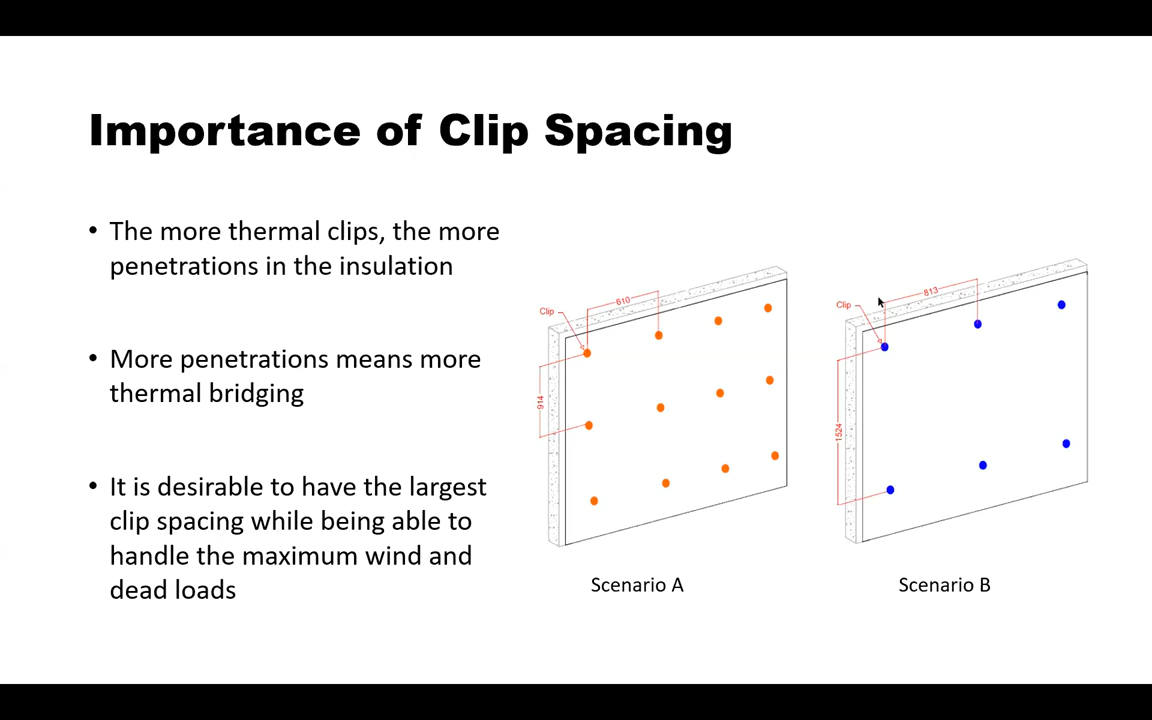 Importance of Clip Spacing
• The more thermal clips, the more
penetrations in the insulation
• More penetrations means more
thermal bridging
• It is desirable to have the largest
clip spacing while being able to
handle the maximum wind and
dead loads
Clip
610
914
Scenario A
Clip
813
1524
Scenario B